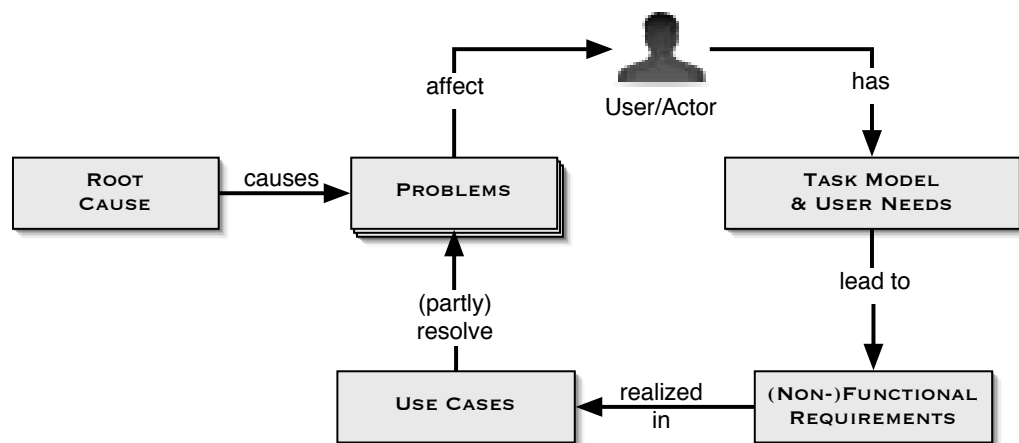 affect
User/Actor
has
ROOT
CAUSE
causes
PROBLEMS
TASK MODEL
& USER NEEDS
lead to
(partly)
resolve
USE CASES
realized
in
(NON-)FUNCTIONAL
REQUIREMENTS